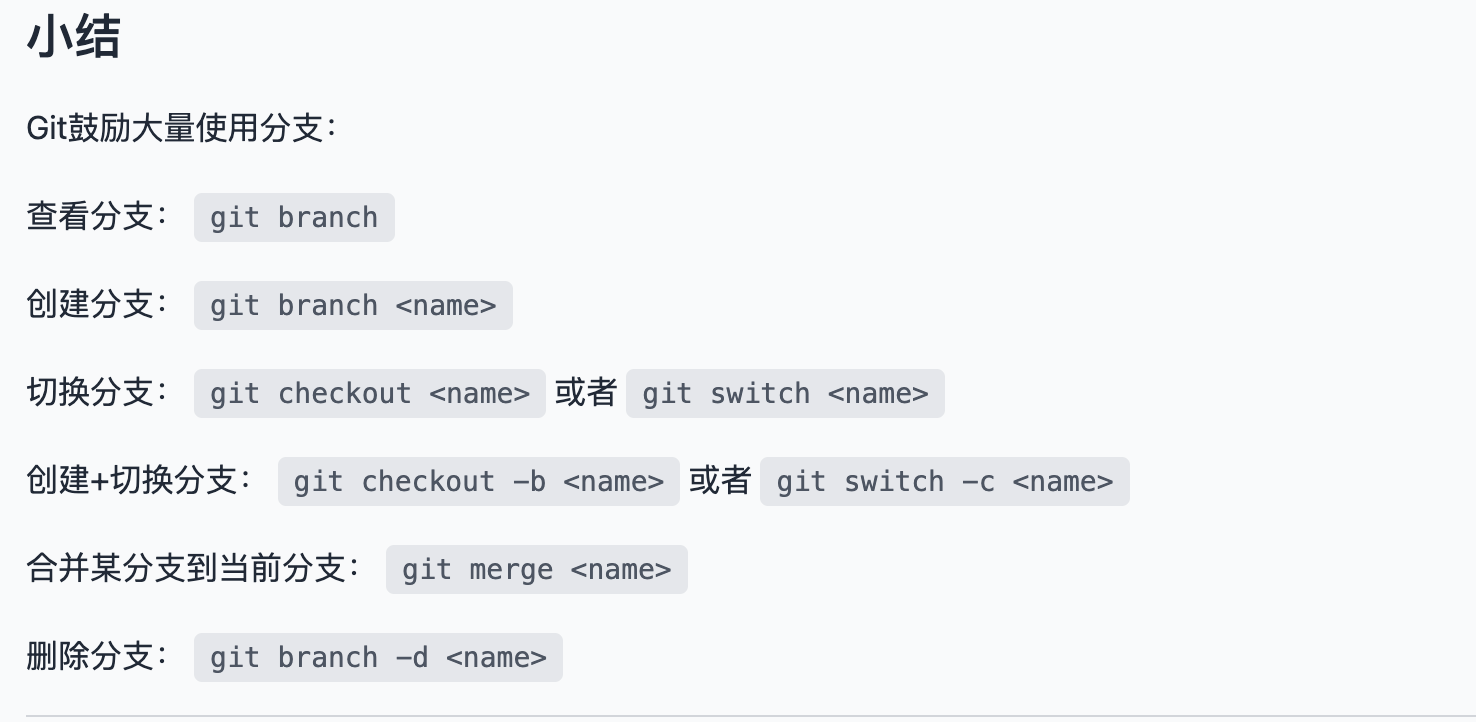 小结
Git鼓励大量使用分支：
查看分支： git branch
创建分支： git branch <name>
切换分支： git checkout <name> 或者 git switch <name>
创建+切换分支： git checkout -b <name> 或者 git switch -c <name>
合并某分支到当前分支： git merge <name>
删除分支： git branch -d <name>